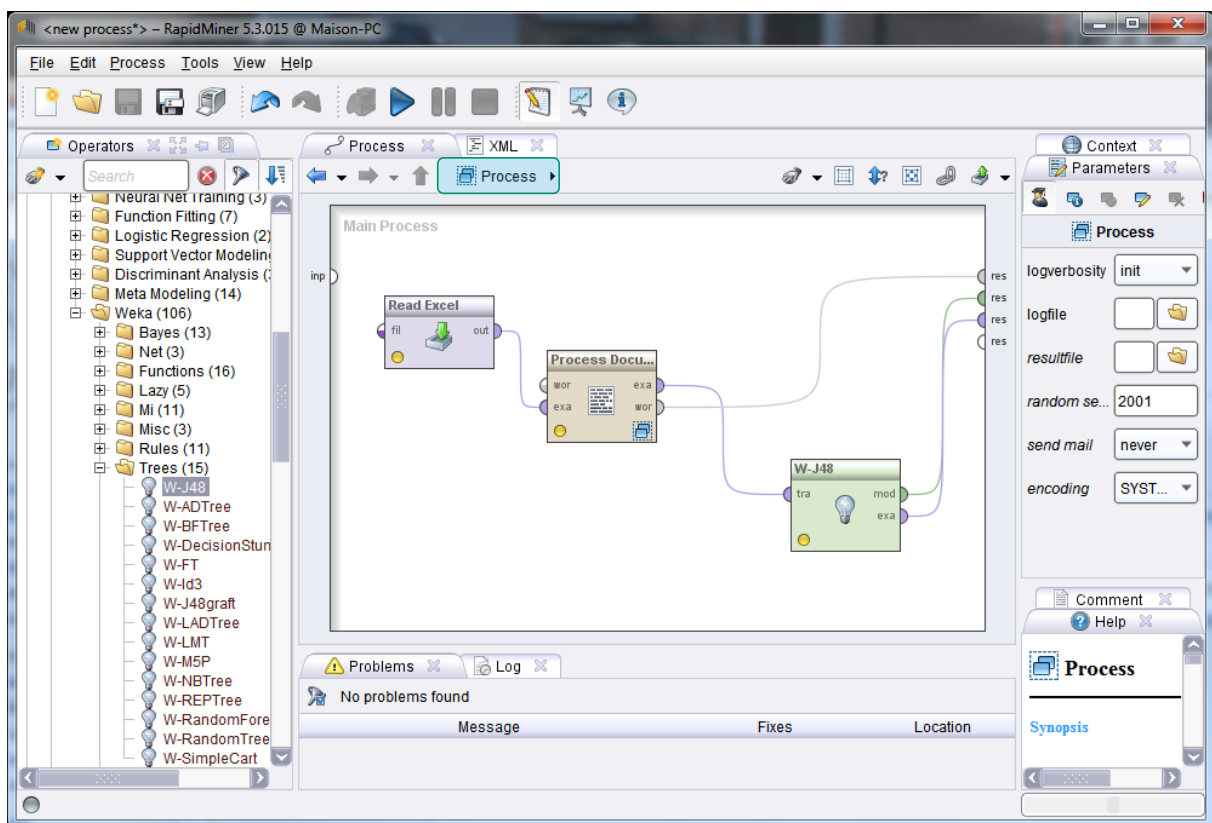 <new process*> – RapidMiner 5.3.015 @ Maison-PC
File Edit Process Tools View Help
Operators
Search
Neural Net Training (3)
Function Fitting (7)
Logistic Regression (2)
Support Vector Modeling
Discriminant Analysis (
Meta Modeling (14)
Weka (106)
Bayes (13)
Net (3)
Functions (16)
Lazy (5)
Mi (11)
Misc (3)
Rules (11)
Trees (15)
W-J48
W-ADTree
W-BFTree
W-DecisionStun
W-FT
W-Id3
W-J48graft
W-LADTree
W-LMT
W-M5P
W-NBTree
W-REPTree
W-RandomFore
W-RandomTree
W-SimpleCart
Process XML
Process
Main Process
inp
res
res
res
res
Read Excel
fil out
Process Docu...
wor exa
exa wor
W-J48
tra mod
exa
Problems Log
No problems found
Message Fixes Location
Context
Parameters
Process
logverbosity init
logfile
resultfile
random se... 2001
send mail never
encoding SYST...
Comment
Help
Process
Synopsis